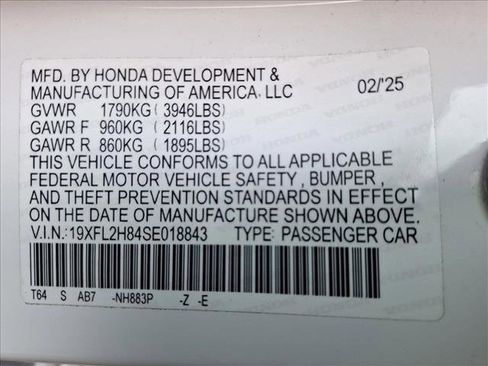 MFD. BY HONDA DEVELOPMENT &
MANUFACTURING OF AMERICA, LLC 02/'25
GVWR 1790KG (3946LBS)
GAWR F 960KG (2116LBS)
GAWR R 860KG (1895LBS)
THIS VEHICLE CONFORMS TO ALL APPLICABLE
FEDERAL MOTOR VEHICLE SAFETY , BUMPER,
AND THEFT PREVENTION STANDARDS IN EFFECT
ON THE DATE OF MANUFACTURE SHOWN ABOVE.
V.I.N.:19XFL2H84SE018843 TYPE: PASSENGER CAR
T64 S AB7 -NH883P -Z -E